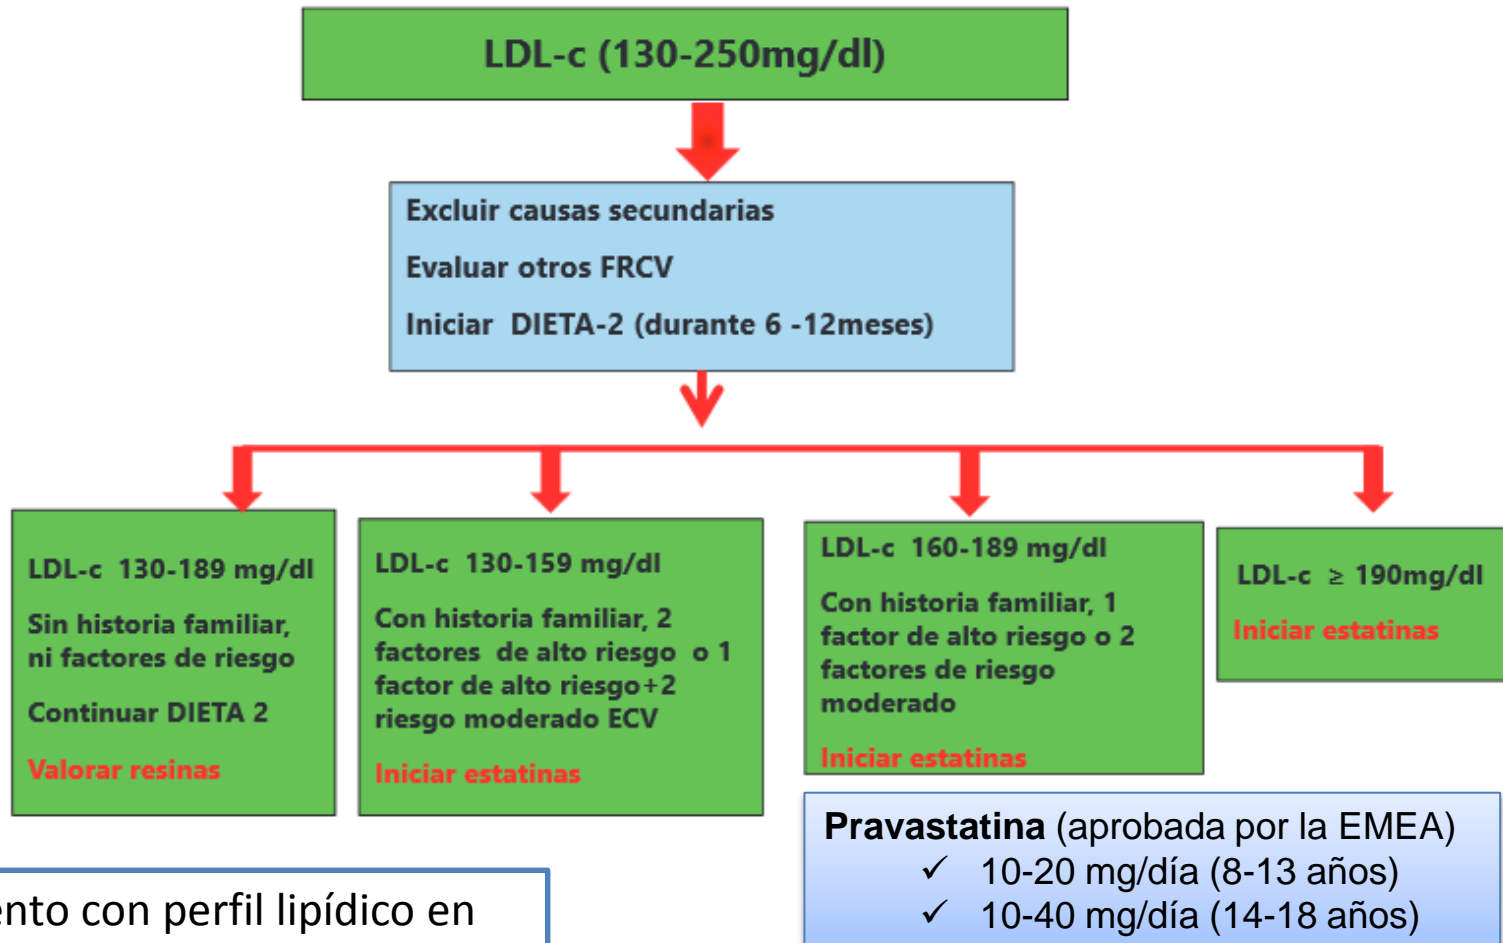 LDL-c (130-250mg/dl)
Excluir causas secundarias
Evaluar otros FRCV
Iniciar DIETA-2 (durante 6 -12meses)
LDL-c 130-189 mg/dl
Sin historia familiar,
ni factores de riesgo
Continuar DIETA 2
Valorar resinas
LDL-c 130-159 mg/dl
Con historia familiar, 2
factores de alto riesgo o 1
factor de alto riesgo+2
riesgo moderado ECV
Iniciar estatinas
LDL-c 160-189 mg/dl
Con historia familiar, 1
factor de alto riesgo o 2
factores de riesgo
moderado
Iniciar estatinas
LDL-c ≥ 190mg/dl
Iniciar estatinas
Pravastatina (aprobada por la EMEA)
✓ 10-20 mg/día (8-13 años)
✓ 10-40 mg/día (14-18 años)
con perfil lipídico en